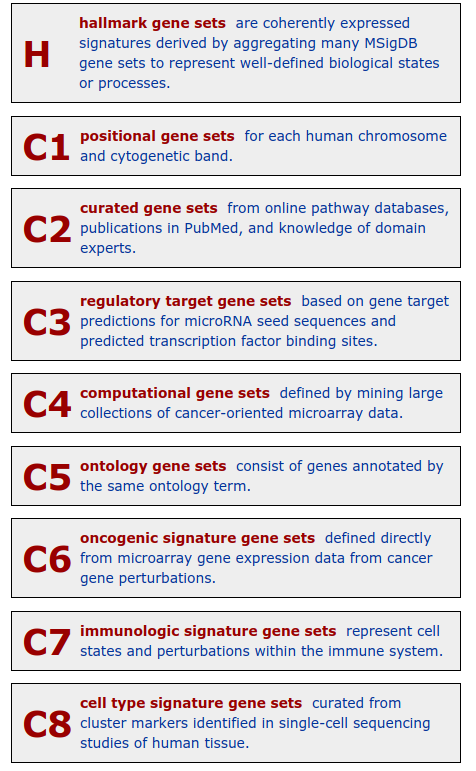 H
hallmark gene sets are coherently expressed
signatures derived by aggregating many MSigDB
gene sets to represent well-defined biological states
or processes.
C1
positional gene sets for each human chromosome
and cytogenetic band.
C2
curated gene sets from online pathway databases,
publications in PubMed, and knowledge of domain
experts.
C3
regulatory target gene sets based on gene target
predictions for microRNA seed sequences and
predicted transcription factor binding sites.
C4
computational gene sets defined by mining large
collections of cancer-oriented microarray data.
C5
ontology gene sets consist of genes annotated by
the same ontology term.
C6
oncogenic signature gene sets defined directly
from microarray gene expression data from cancer
gene perturbations.
C7
immunologic signature gene sets represent cell
states and perturbations within the immune system.
C8
cell type signature gene sets curated from
cluster markers identified in single-cell sequencing
studies of human tissue.